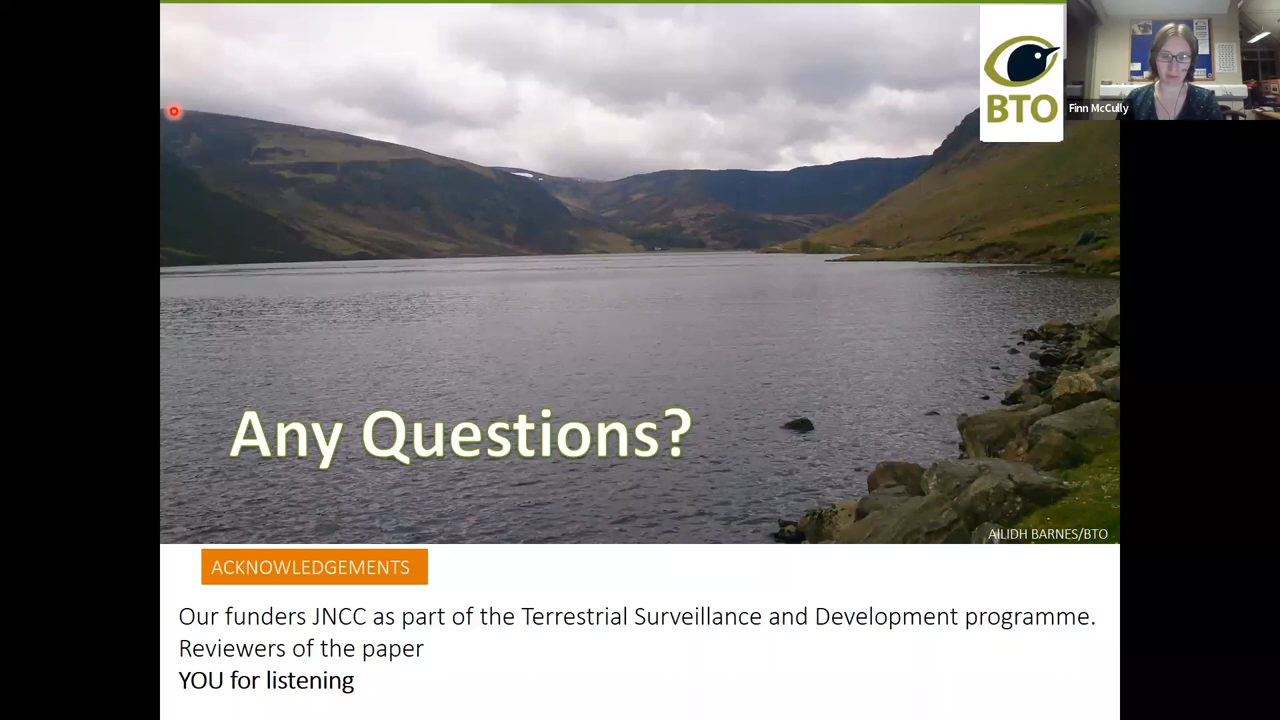 BTO
Finn McCully
Any Questions?
AILIDH BARNES/BTO
ACKNOWLEDGEMENTS
Our funders JNCC as part of the Terrestrial Surveillance and Development programme.
Reviewers of the paper
YOU for listening